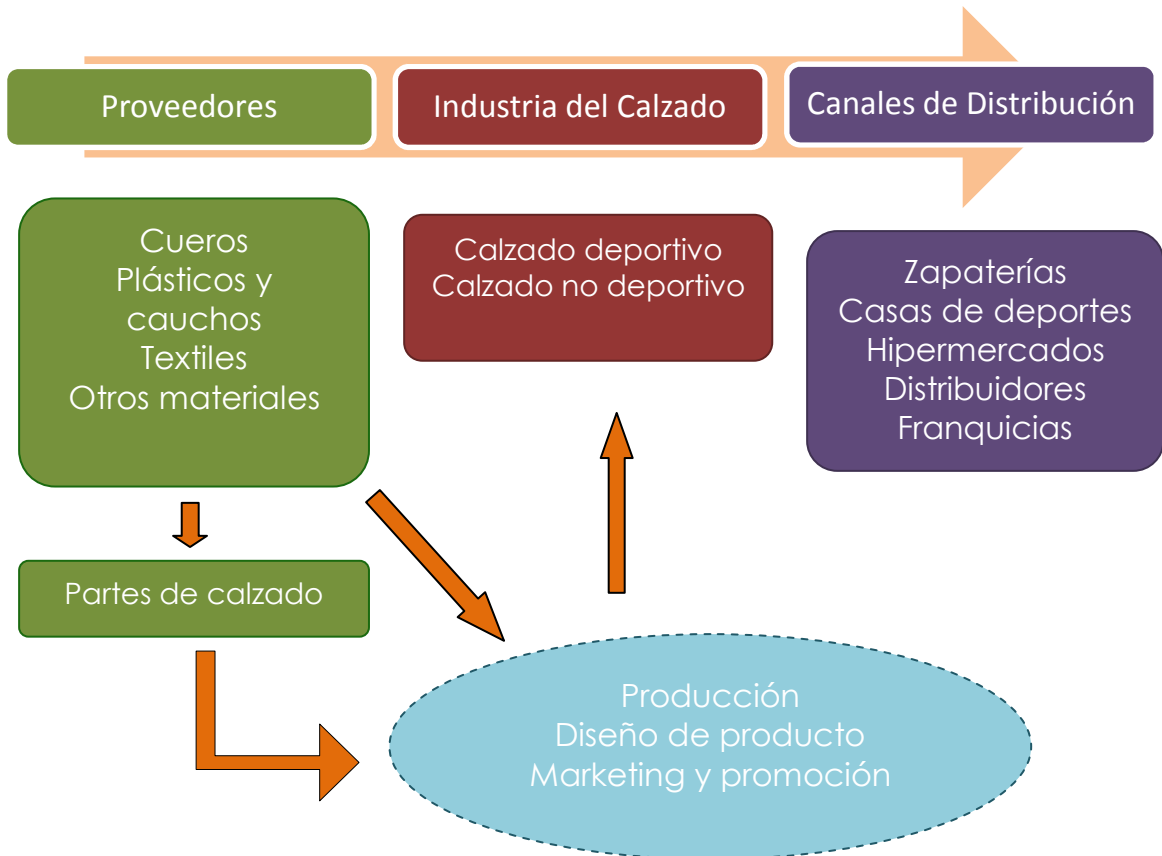 Proveedores
Industria del Calzado
Canales de Distribución
Cueros
Plásticos y
cauchos
Textiles
Otros materiales
Calzado deportivo
Calzado no deportivo
Zapaterías
Casas de deportes
Hipermercados
Distribuidores
Franquicias
Partes de calzado
Producción
Diseño de producto
Marketing y promoción